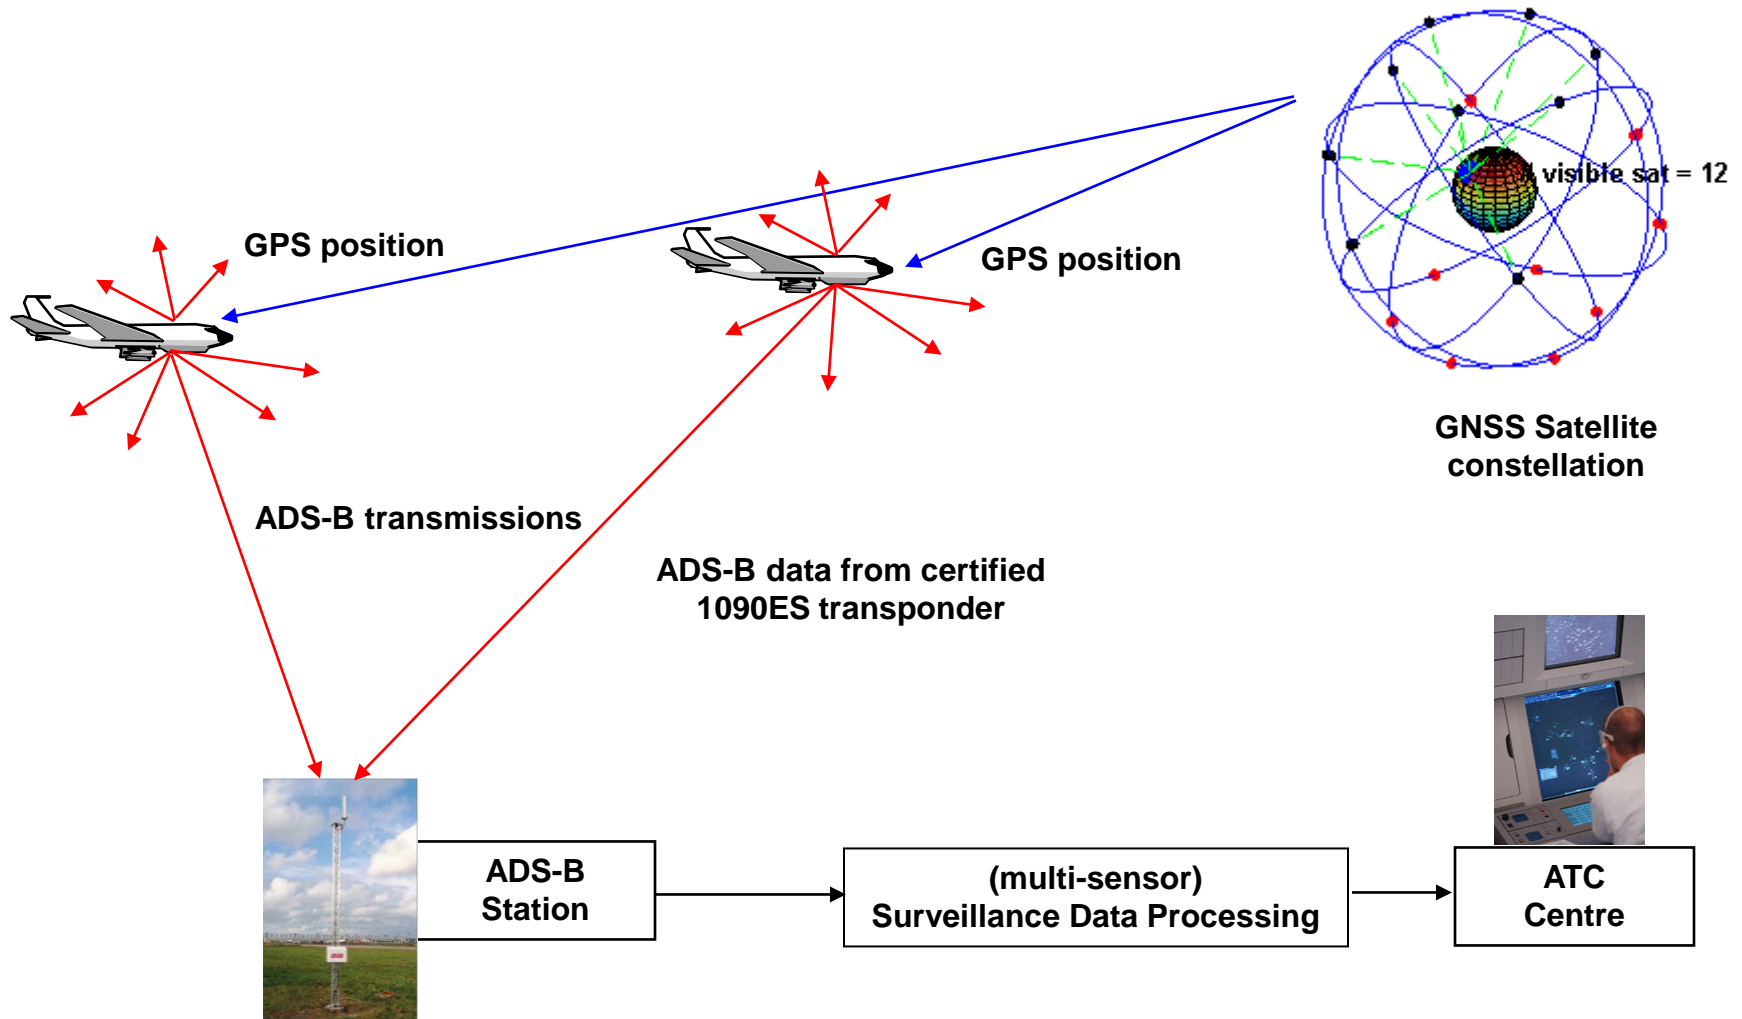 visible sat = 12
GPS position
GPS position
GNSS Satellite
constellation
ADS-B transmissions
ADS-B data from certified
1090ES transponder
ADS-B
Station
(multi-sensor)
Surveillance Data Processing
ATC
Centre